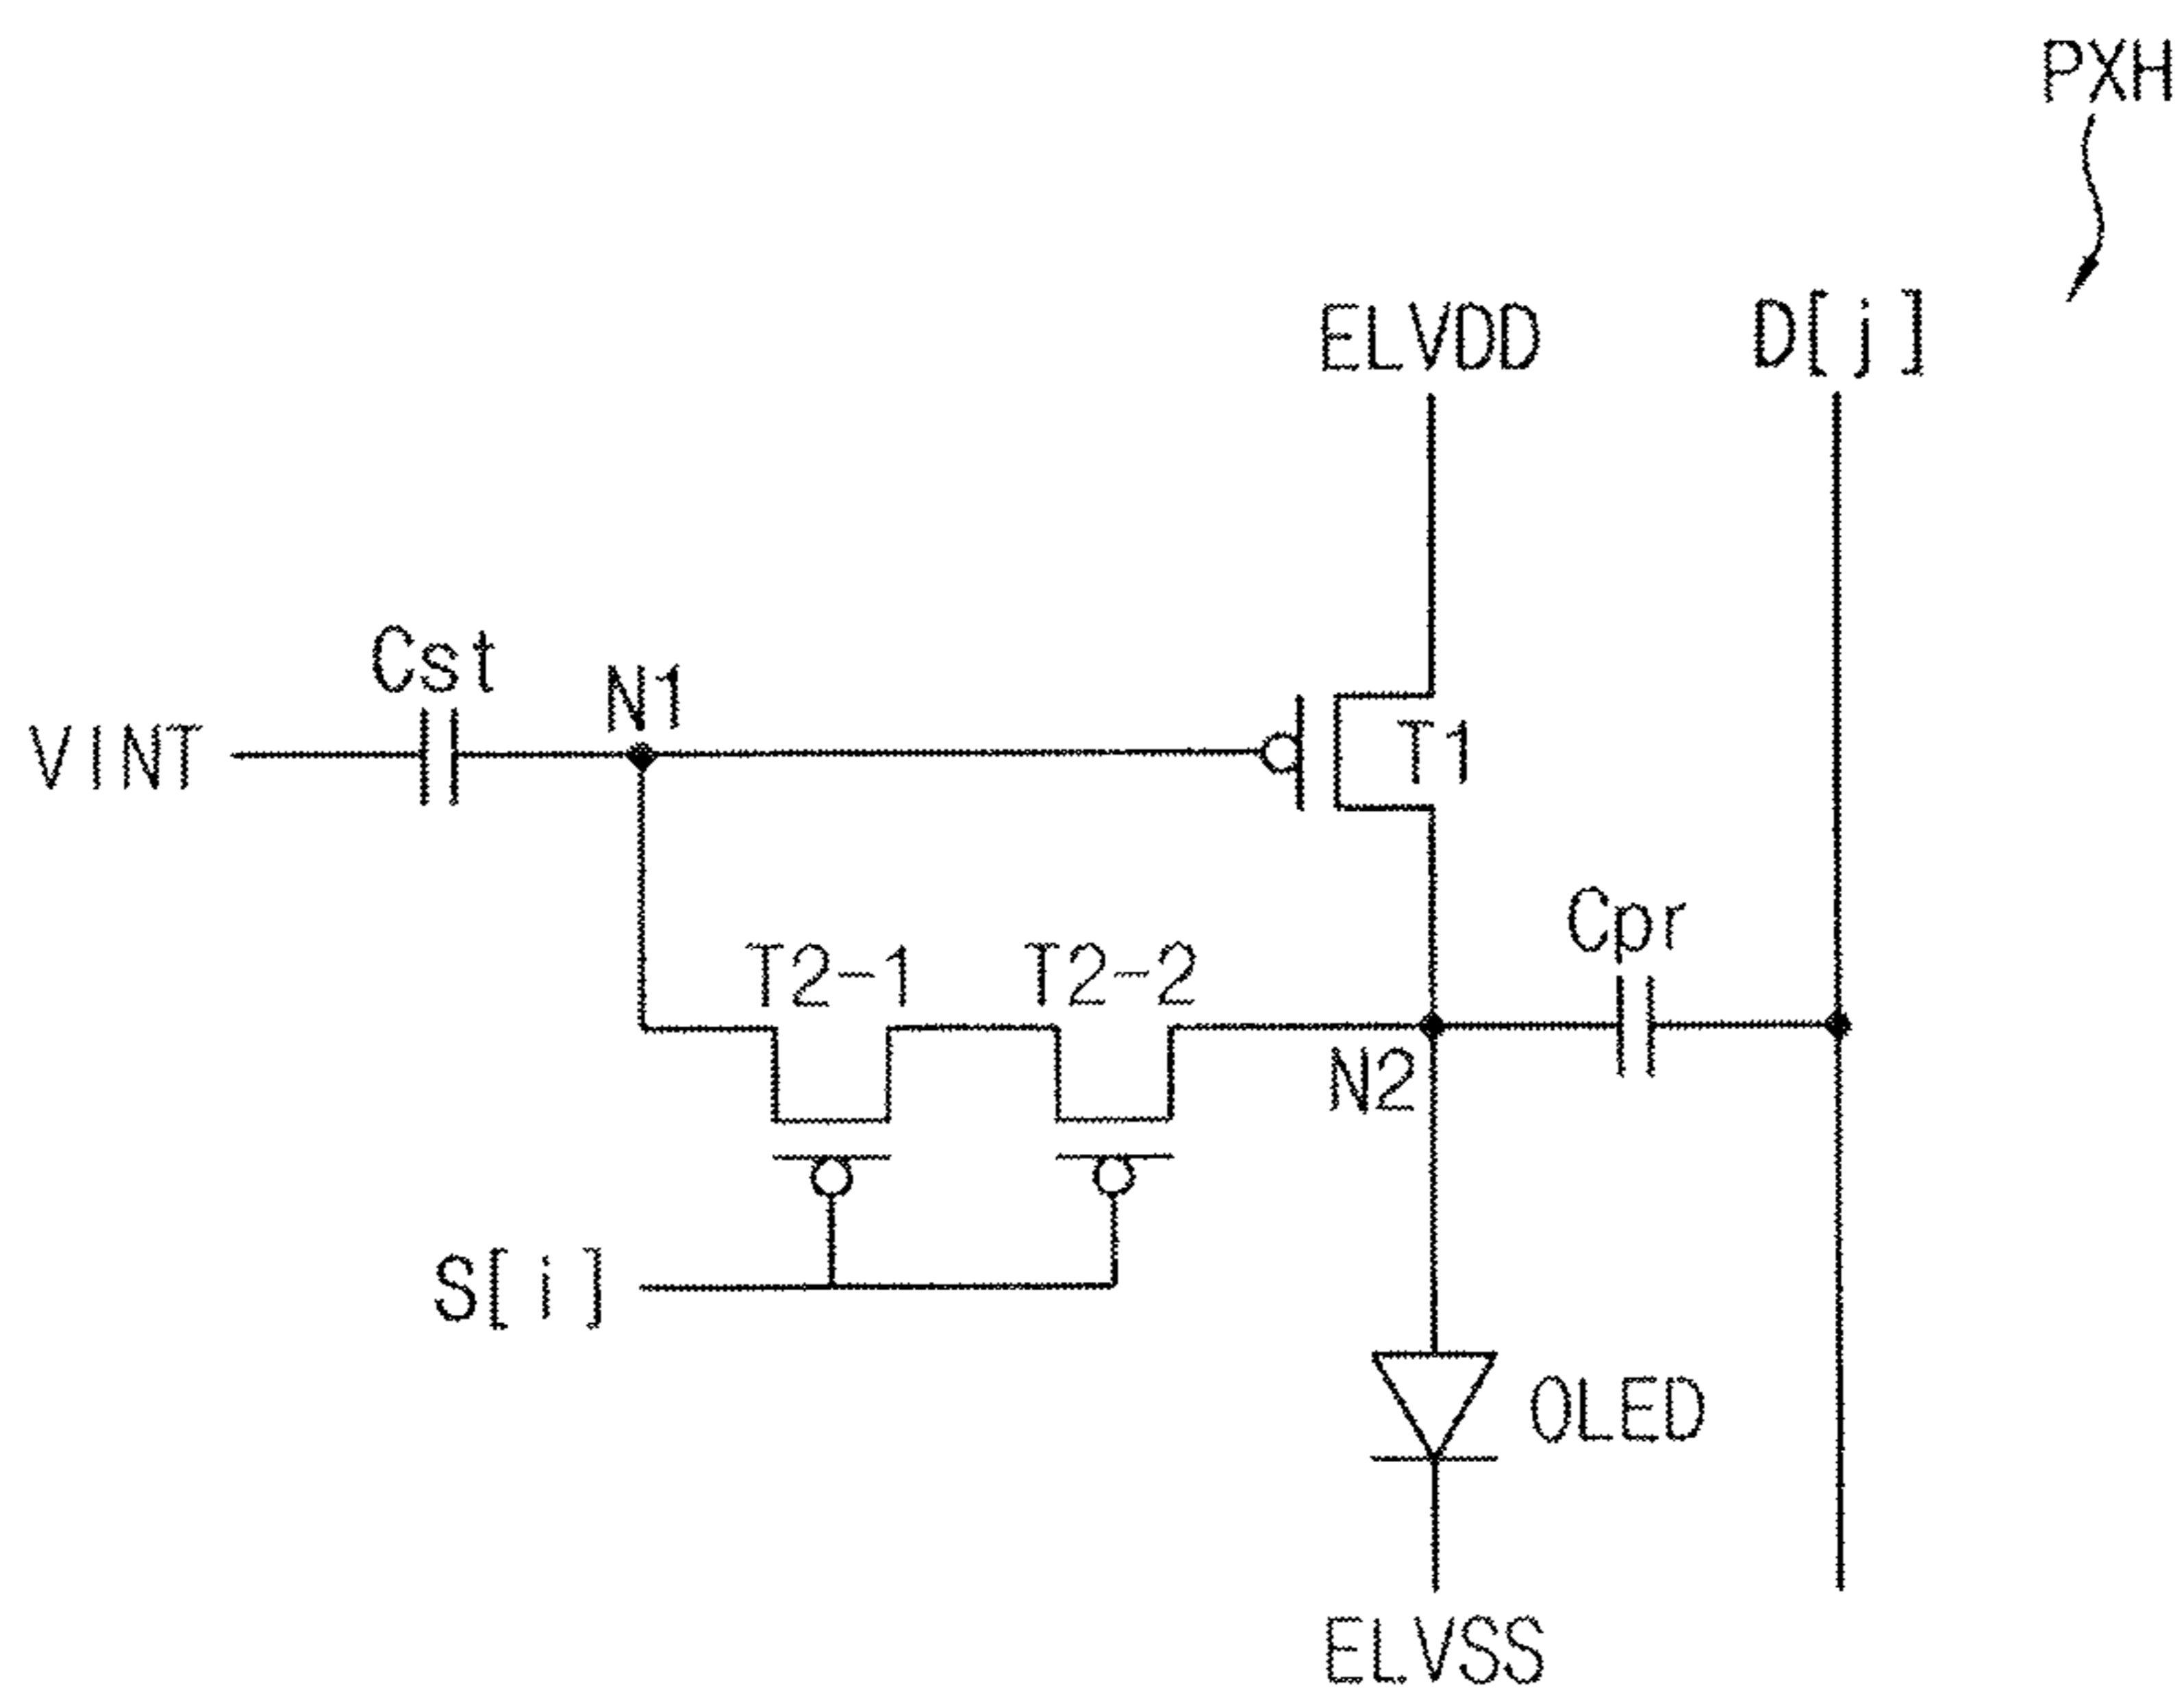 PXH
ELVDD
D[j]
Cst
N1
VINT
T1
Cpr
T2-1
T2-2
N2
S[i]
OLED
ELVSS